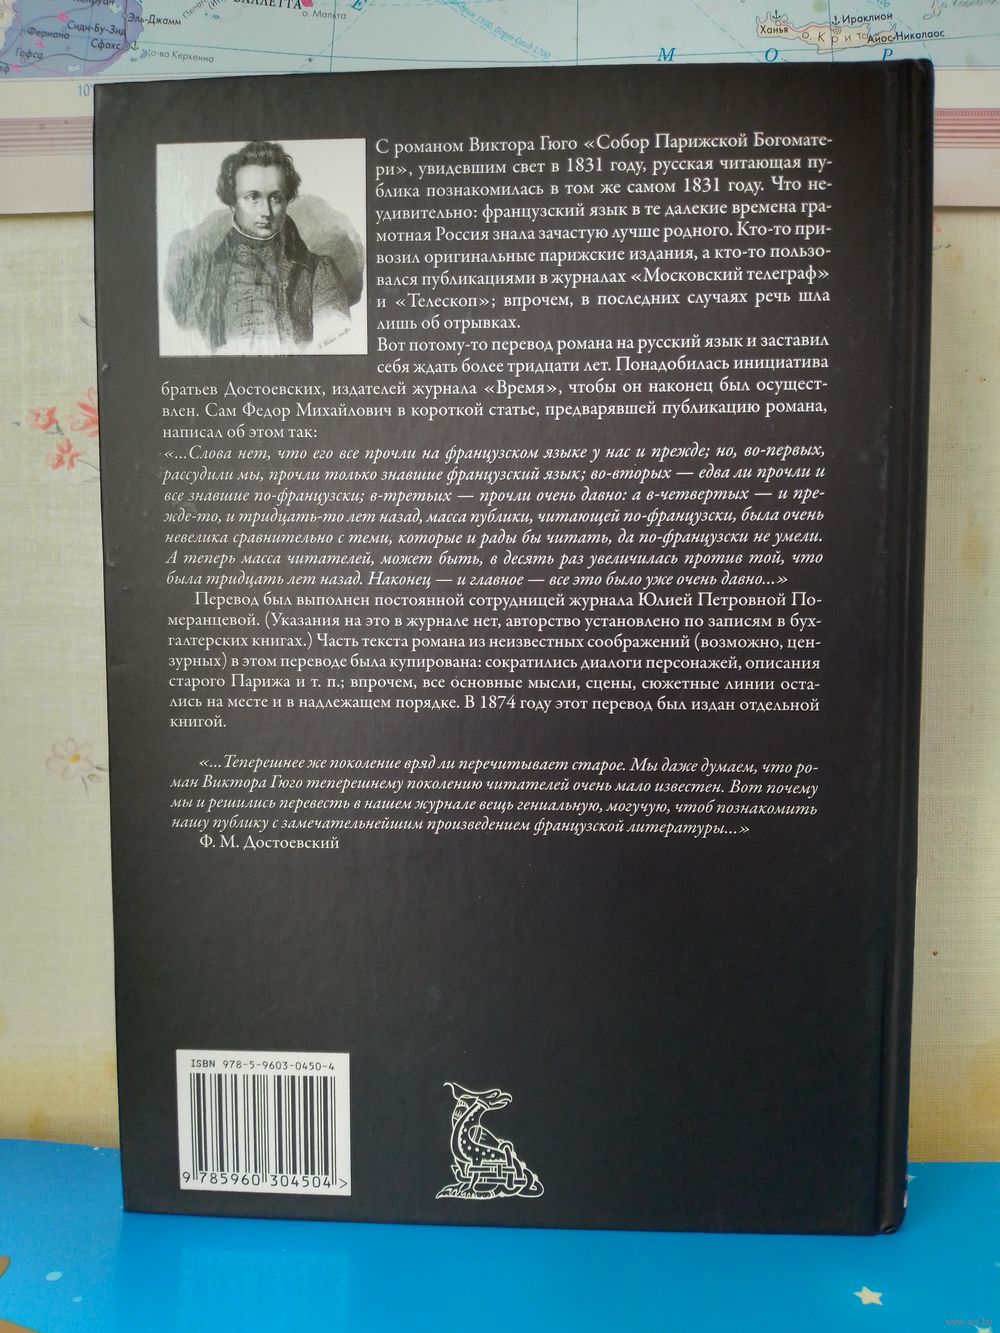 ВАЛЛЕТТА
о. Мальта
Эль-Джамм
Сиди-Бу-Зид
Сфакс
Гафса
о-ва Керкенна
Ираклион
Ханья
о. Крит
Айос-Николаос
М О Р
10°
С романом Виктора Гюго «Собор Парижской Богомате-
ри», увидевшим свет в 1831 году, русская читающая пу-
блика познакомилась в том же самом 1831 году. Что не-
удивительно: французский язык в те далекие времена гра-
мотная Россия знала зачастую лучше родного. Кто-то при-
возил оригинальные парижские издания, а кто-то пользо-
вался публикациями в журналах «Московский телеграф»
и «Телескоп»; впрочем, в последних случаях речь шла
лишь об отрывках.
Вот потому-то перевод романа на русский язык и заставил
себя ждать более тридцати лет. Понадобилась инициатива
братьев Достоевских, издателей журнала «Время», чтобы он наконец был осущест-
влен. Сам Федор Михайлович в короткой статье, предварявшей публикацию романа,
написал об этом так:
«...Слова нет, что его все прочли на французском языке у нас и прежде; но, во-первых,
рассудили мы, прочли только знавшие французский язык; во-вторых — едва ли прочли и
все знавшие по-французски; в-третьих — прочли очень давно: а в-четвертых — и пре-
жде-то, и тридцать-то лет назад, масса публики, читающей по-французски, была очень
невелика сравнительно с теми, которые и рады бы читать, да по-французски не умели.
А теперь масса читателей, может быть, в десять раз увеличилась против той, что
была тридцать лет назад. Наконец — и главное — все это было уже очень давно...»
Перевод был выполнен постоянной сотрудницей журнала Юлией Петровной По-
меранцевой. (Указания на это в журнале нет, авторство установлено по записям в бух-
галтерских книгах.) Часть текста романа из неизвестных соображений (возможно, цен-
зурных) в этом переводе была купирована: сократились диалоги персонажей, описания
старого Парижа и т. п.; впрочем, все основные мысли, сцены, сюжетные линии оста-
лись на месте и в надлежащем порядке. В 1874 году этот перевод был издан отдельной
книгой.
«...Теперешнее же поколение вряд ли перечитывает старое. Мы даже думаем, что ро-
ман Виктора Гюго теперешнему поколению читателей очень мало известен. Вот почему
мы и решились перевесть в нашем журнале вещь гениальную, могучую, чтоб познакомить
нашу публику с замечательнейшим произведением французской литературы...»
Ф. М. Достоевский
ISBN 978-5-9603-0450-4
9 785960 304504 >
www.ay.by